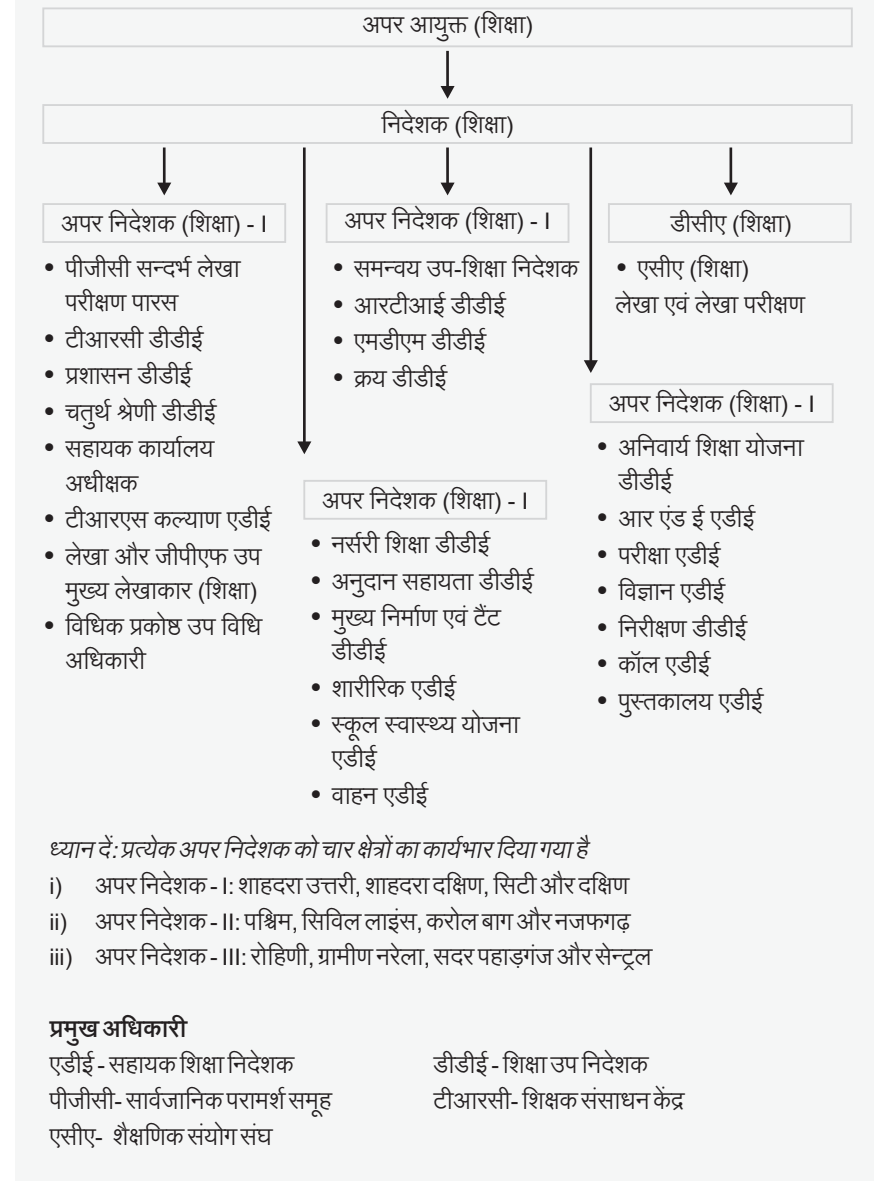 अपर आयुक्त (शिक्षा)
निदेशक (शिक्षा)
अपर निदेशक (शिक्षा) - I
• पीजीसी सन्दर्भ लेखा
परीक्षण पारस
• टीआरसी डीडीई
• प्रशासन डीडीई
• चतुर्थ श्रेणी डीडीई
• सहायक कार्यालय
अधीक्षक
• टीआरएस कल्याण एडीई
• लेखा और जीपीएफ उप
मुख्य लेखाकार (शिक्षा)
• विधिक प्रकोष्ठ उप विधि
अधिकारी
अपर निदेशक (शिक्षा) - I
• नर्सरी शिक्षा डीडीई
• अनुदान सहायता डीडीई
• मुख्य निर्माण एवं टैंट
डीडीई
• शारीरिक एडीई
• स्कूल स्वास्थ्य योजना
एडीई
• वाहन एडीई
अपर निदेशक (शिक्षा) - I
• समन्वय उप-शिक्षा निदेशक
• आरटीआई डीडीई
• एमडीएम डीडीई
• क्रय डीडीई
अपर निदेशक (शिक्षा) - I
• अनिवार्य शिक्षा योजना
डीडीई
• आर एंड ई एडीई
• परीक्षा एडीई
• विज्ञान एडीई
• निरीक्षण डीडीई
• कॉल एडीई
• पुस्तकालय एडीई
डीसीए (शिक्षा)
• एसीए (शिक्षा)
लेखा एवं लेखा परीक्षण
ध्यान दें: प्रत्येक अपर निदेशक को चार क्षेत्रों का कार्यभार दिया गया है
i) अपर निदेशक - I: शाहदरा उत्तरी, शाहदरा दक्षिण, सिटी और दक्षिण
ii) अपर निदेशक - II: पश्चिम, सिविल लाइंस, करोल बाग और नजफगढ़
iii) अपर निदेशक - III: रोहिणी, ग्रामीण नरेला, सदर पहाड़गंज और सेन्ट्रल
प्रमुख अधिकारी
एडीई - सहायक शिक्षा निदेशक डीडीई - शिक्षा उप निदेशक
पीजीसी- सार्वजानिक परामर्श समूह टीआरसी- शिक्षक संसाधन केंद्र
एसीए- शैक्षणिक संयोग संघ